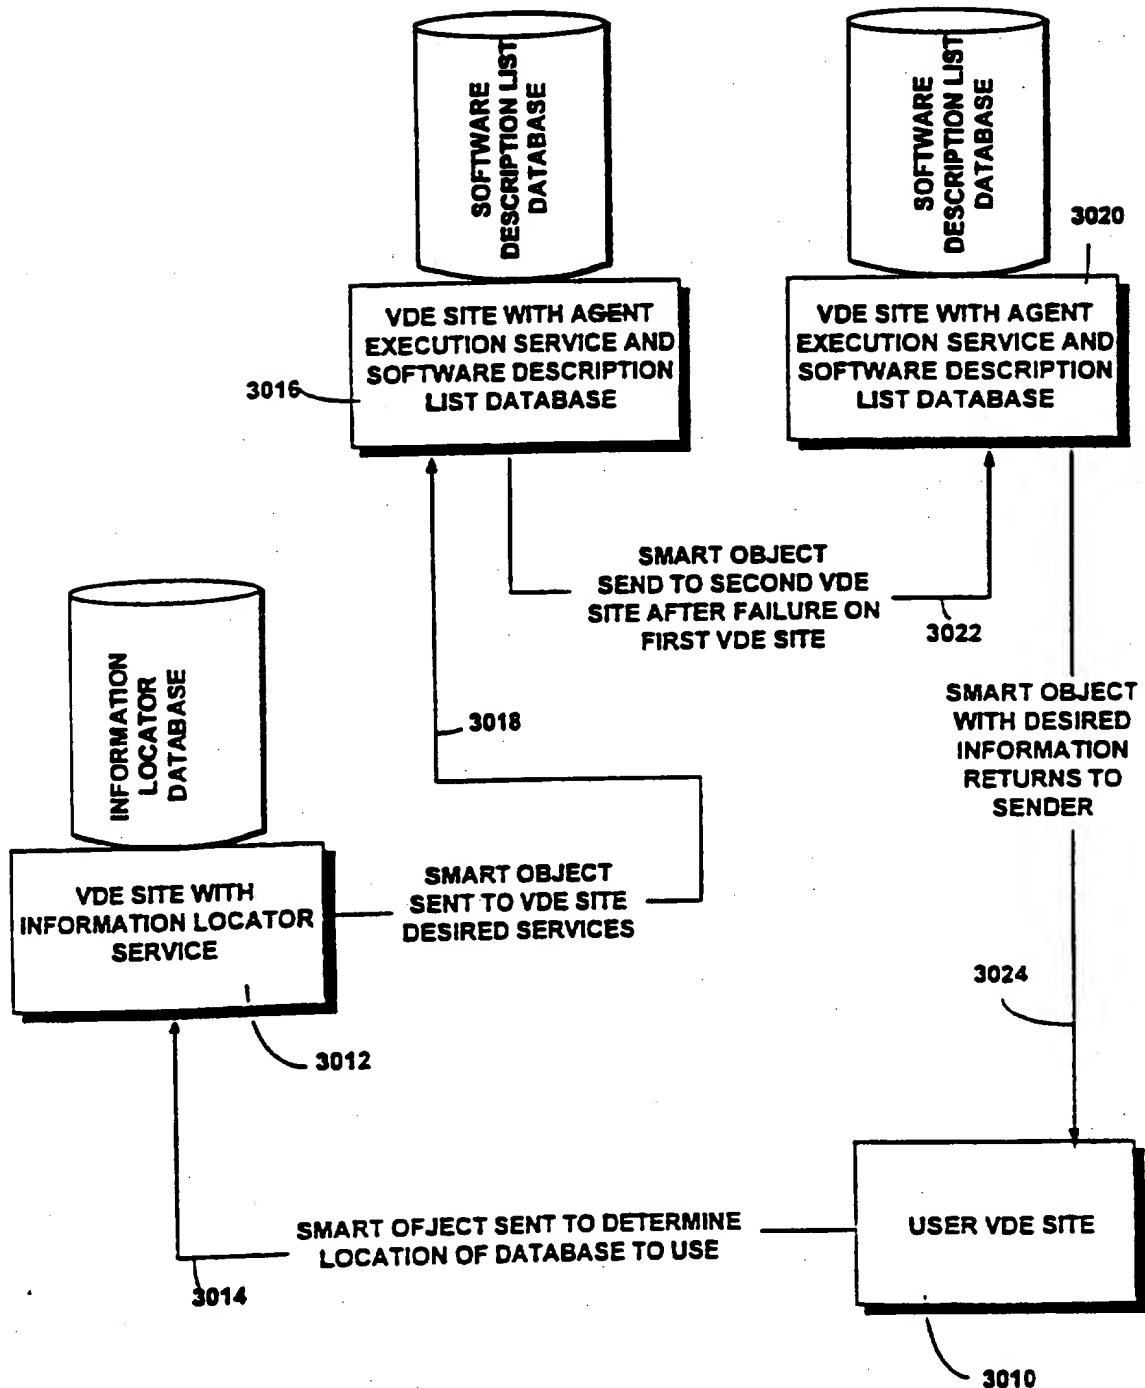 SOFTWARE
DESCRIPTION LIST
DATABASE
SOFTWARE
DESCRIPTION LIST
DATABASE
3020
VDE SITE WITH AGENT
EXECUTION SERVICE AND
SOFTWARE DESCRIPTION
LIST DATABASE
3016
VDE SITE WITH AGENT
EXECUTION SERVICE AND
SOFTWARE DESCRIPTION
LIST DATABASE
SMART OBJECT
SEND TO SECOND VDE
SITE AFTER FAILURE ON
FIRST VDE SITE
3022
INFORMATION
LOCATOR
DATABASE
3018
SMART OBJECT
WITH DESIRED
INFORMATION
RETURNS TO
SENDER
VDE SITE WITH
INFORMATION LOCATOR
SERVICE
SMART OBJECT
SENT TO VDE SITE
DESIRED SERVICES
3024
3012
SMART OFJECT SENT TO DETERMINE
LOCATION OF DATABASE TO USE
USER VDE SITE
3014
3010